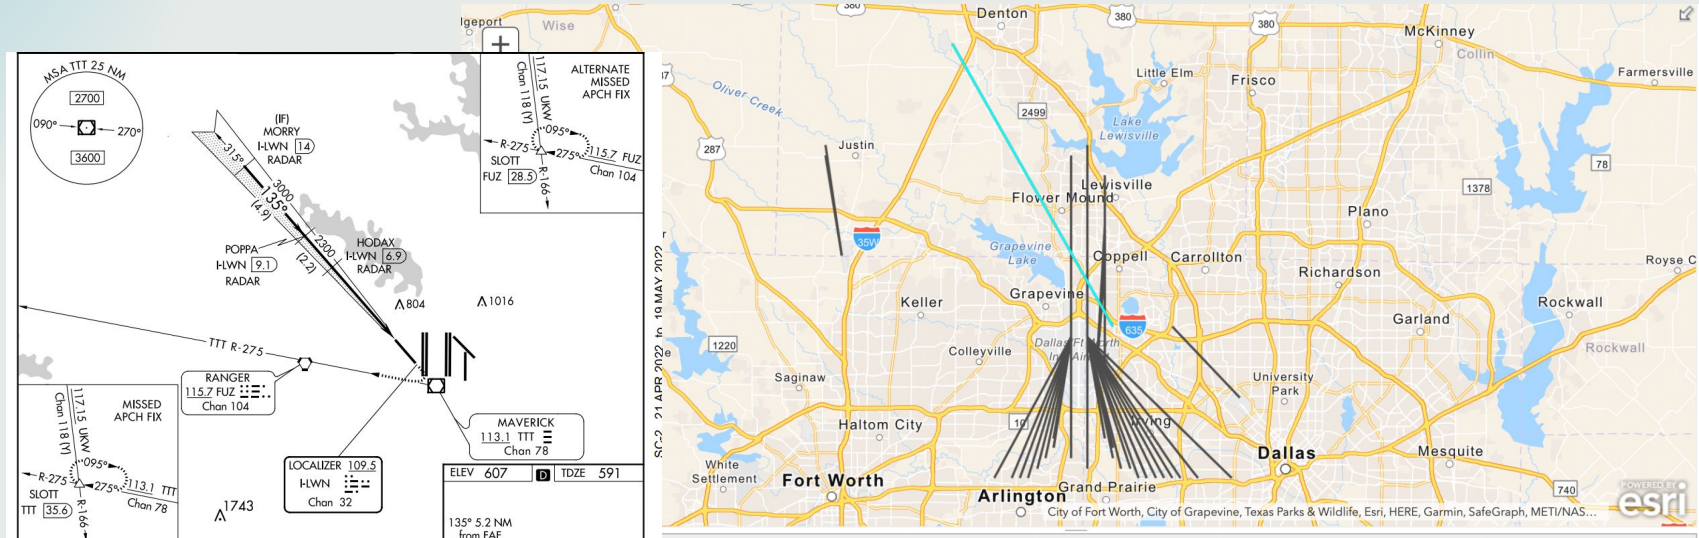 MSA TTT 25 NM
2700
090°
270°
3600
(IF)
MORRY
I-LWN 14
RADAR
315°
3000
135°
(4.9)
2300
(2.2)
POPPA
I-LWN 9.1
RADAR
HODAX
I-LWN 6.9
RADAR
804
1016
117.15 UKW
Chan 118 (Y)
ALTERNATE
MISSED
APCH FIX
095°
R-275
275°
115.7 FUZ
Chan 104
SLOTT
FUZ 28.5
R-166
TTT R-275
RANGER
115.7 FUZ
Chan 104
MAVERICK
113.1 TTT
Chan 78
LOCALIZER 109.5
I-LWN
Chan 32
117.15 UKW
Chan 118 (Y)
MISSED
APCH FIX
095°
R-275
275°
113.1 TTT
Chan 78
SLOTT
TTT 35.6
R-166
1743
ELEV 607 D TDZE 591
135° 5.2 NM
from FAF
SC-2, 21 APR 2022 to 19 MAY 2022
+
lgeport
Wise
380
Denton
380
380
McKinney
Collin
Farmersville
Little Elm
Frisco
Oliver Creek
2499
Lake
Lewisville
287
Justin
78
Lewisville
Flower Mound
1378
Plano
35W
Grapevine
Lake
Coppell
Carrollton
Richardson
Royse C
Keller
Grapevine
635
Rockwall
Garland
Rockwall
1220
Colleyville
Dallas/Ft Worth
University
Park
Saginaw
Haltom City
10
Irving
Mesquite
Dallas
White
Settlement
Fort Worth
Arlington
Grand Prairie
740
POWERED BY
esri
City of Fort Worth, City of Grapevine, Texas Parks & Wildlife, Esri, HERE, Garmin, SafeGraph, METI/NAS...